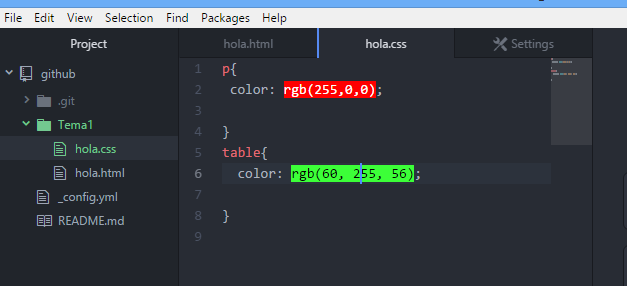 File Edit View Selection Find Packages Help
Project
hola.html hola.css Settings
github
.git
Tema1
hola.css
hola.html
_config.yml
README.md
1 p{
2 color: rgb(255,0,0);
3
4 }
5 table{
6 color: rgb(60, 255, 56);
7
8 }
9